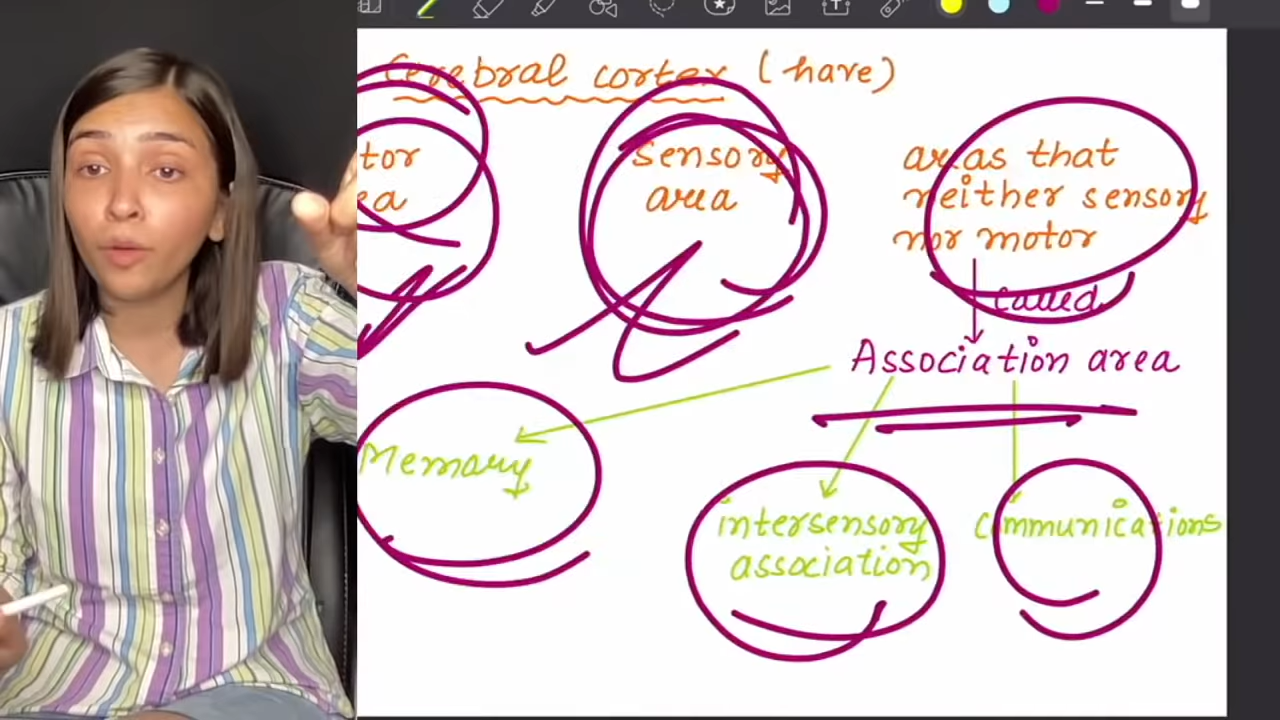 Cerebral cortex (have)
tor
ea
sensory
area
areas that
neither sensory
nor motor
called
Association area
Memary
intersensory
association
communications